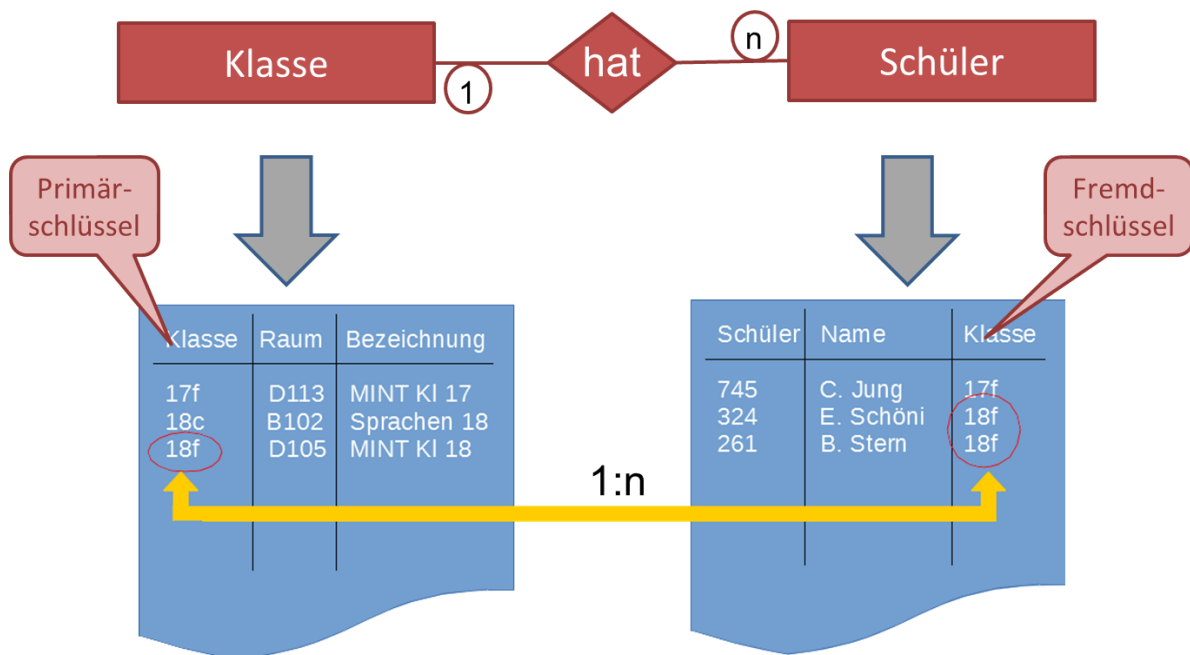 Klasse
1
hat
n
Schüler
Primär-
schlüssel
Fremd-
schlüssel
Klasse Raum Bezeichnung
17f D113 MINT Kl 17
18c B102 Sprachen 18
18f D105 MINT Kl 18
Schüler Name Klasse
745 C. Jung 17f
324 E. Schöni 18f
261 B. Stern 18f
1:n